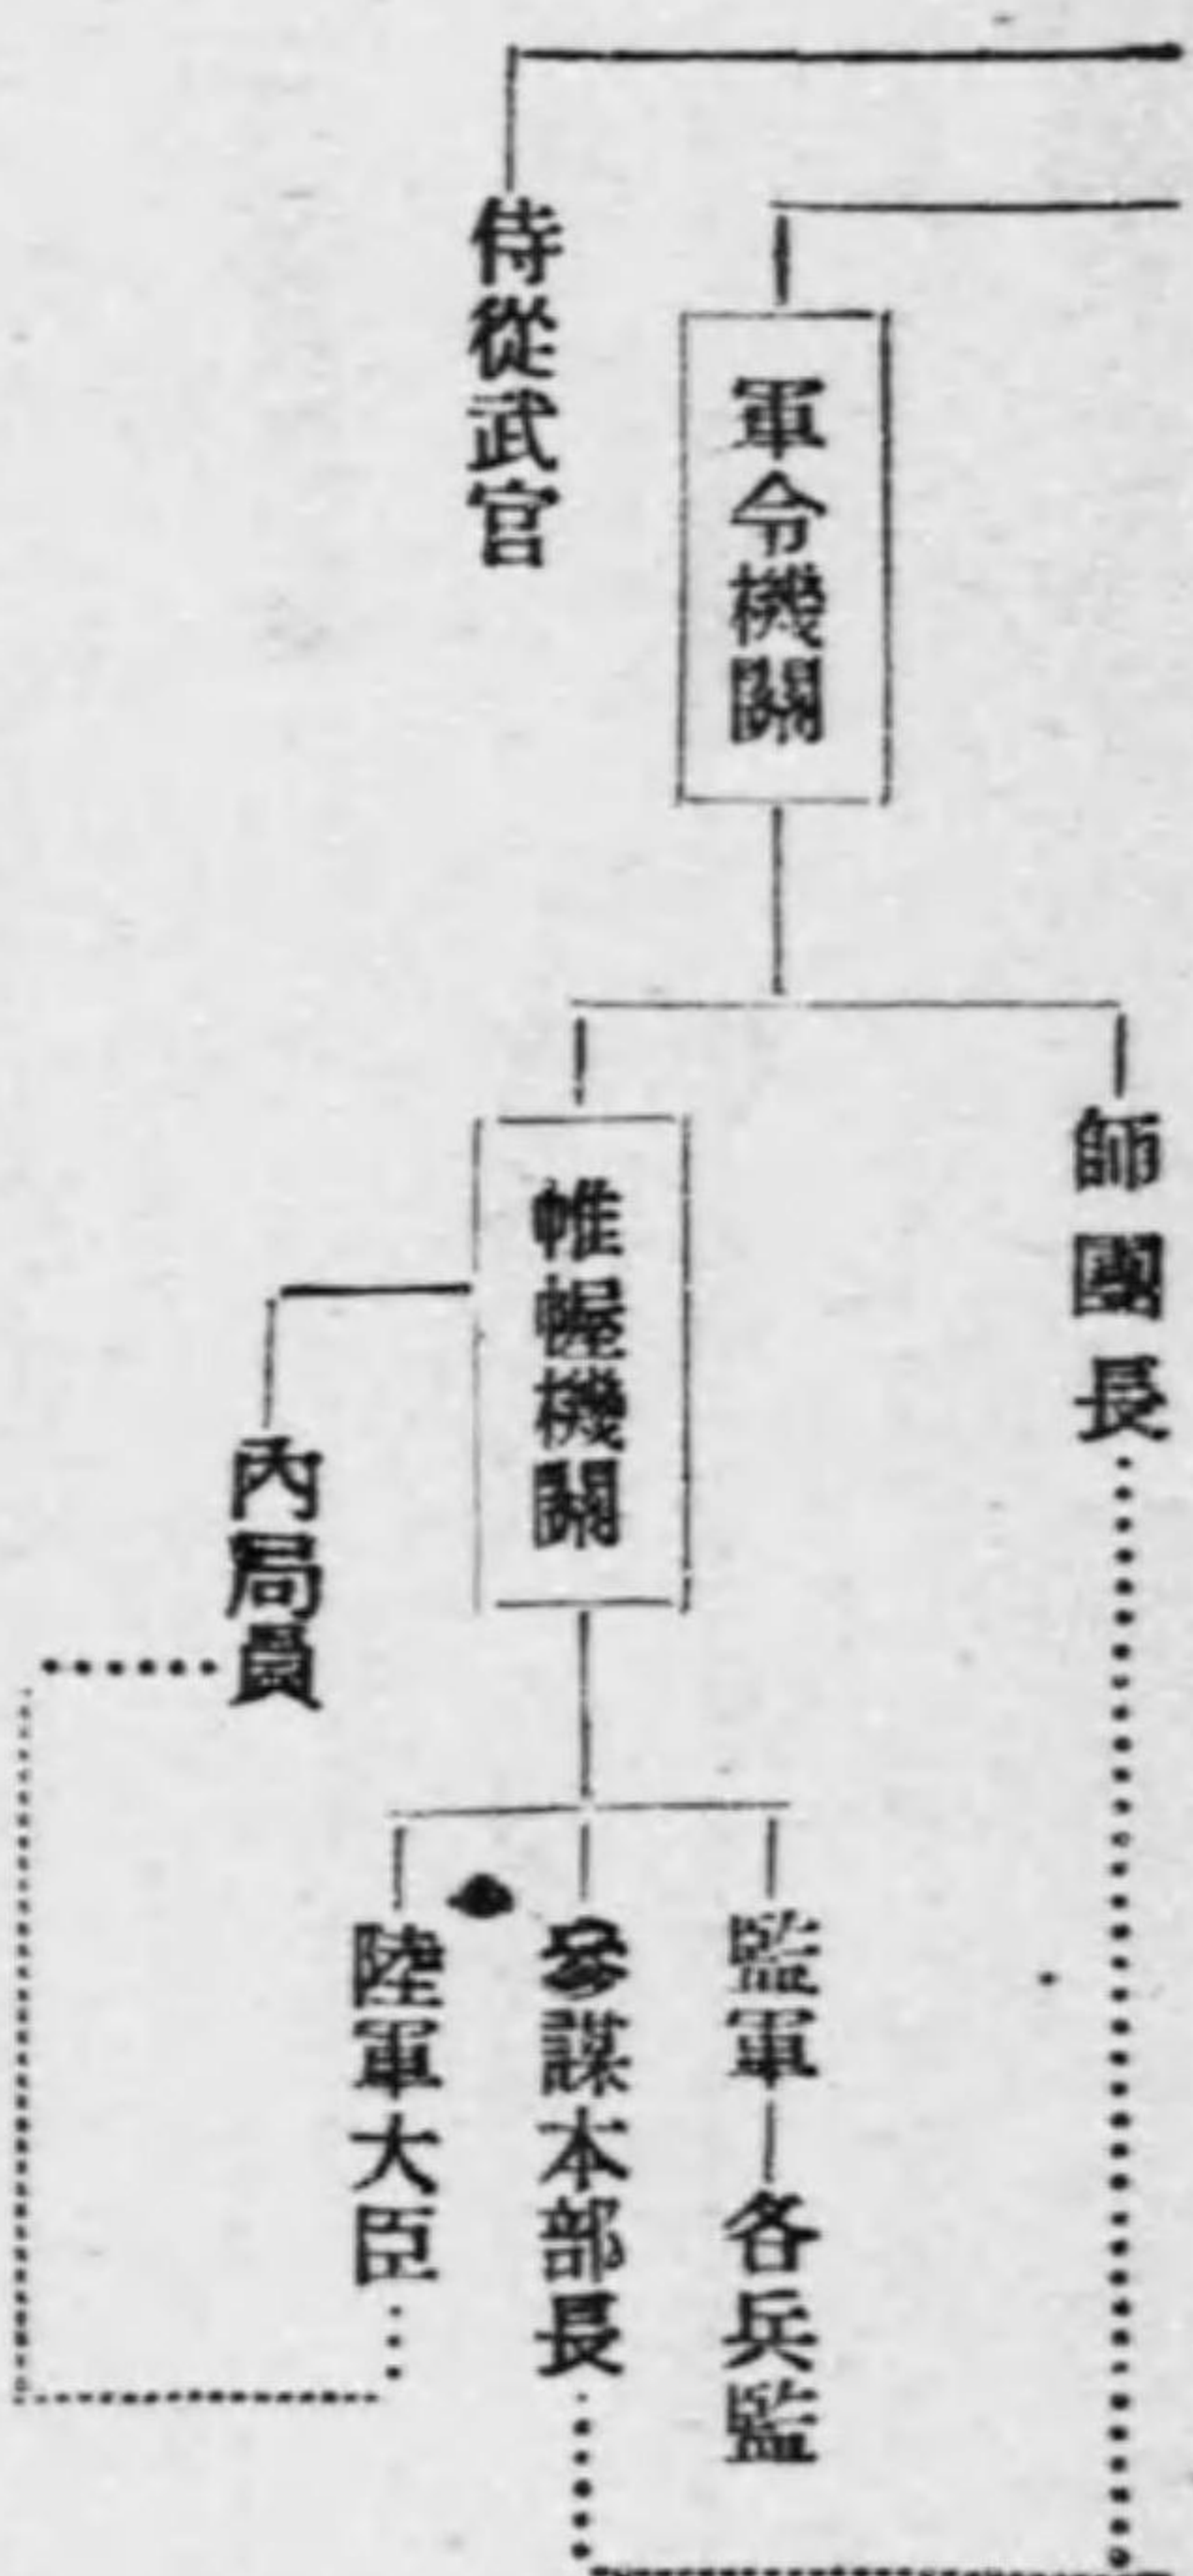 師團長
軍令機關
監軍―各兵監
帷幄機關
參謀本部長
侍從武官
陸軍大臣
內局員